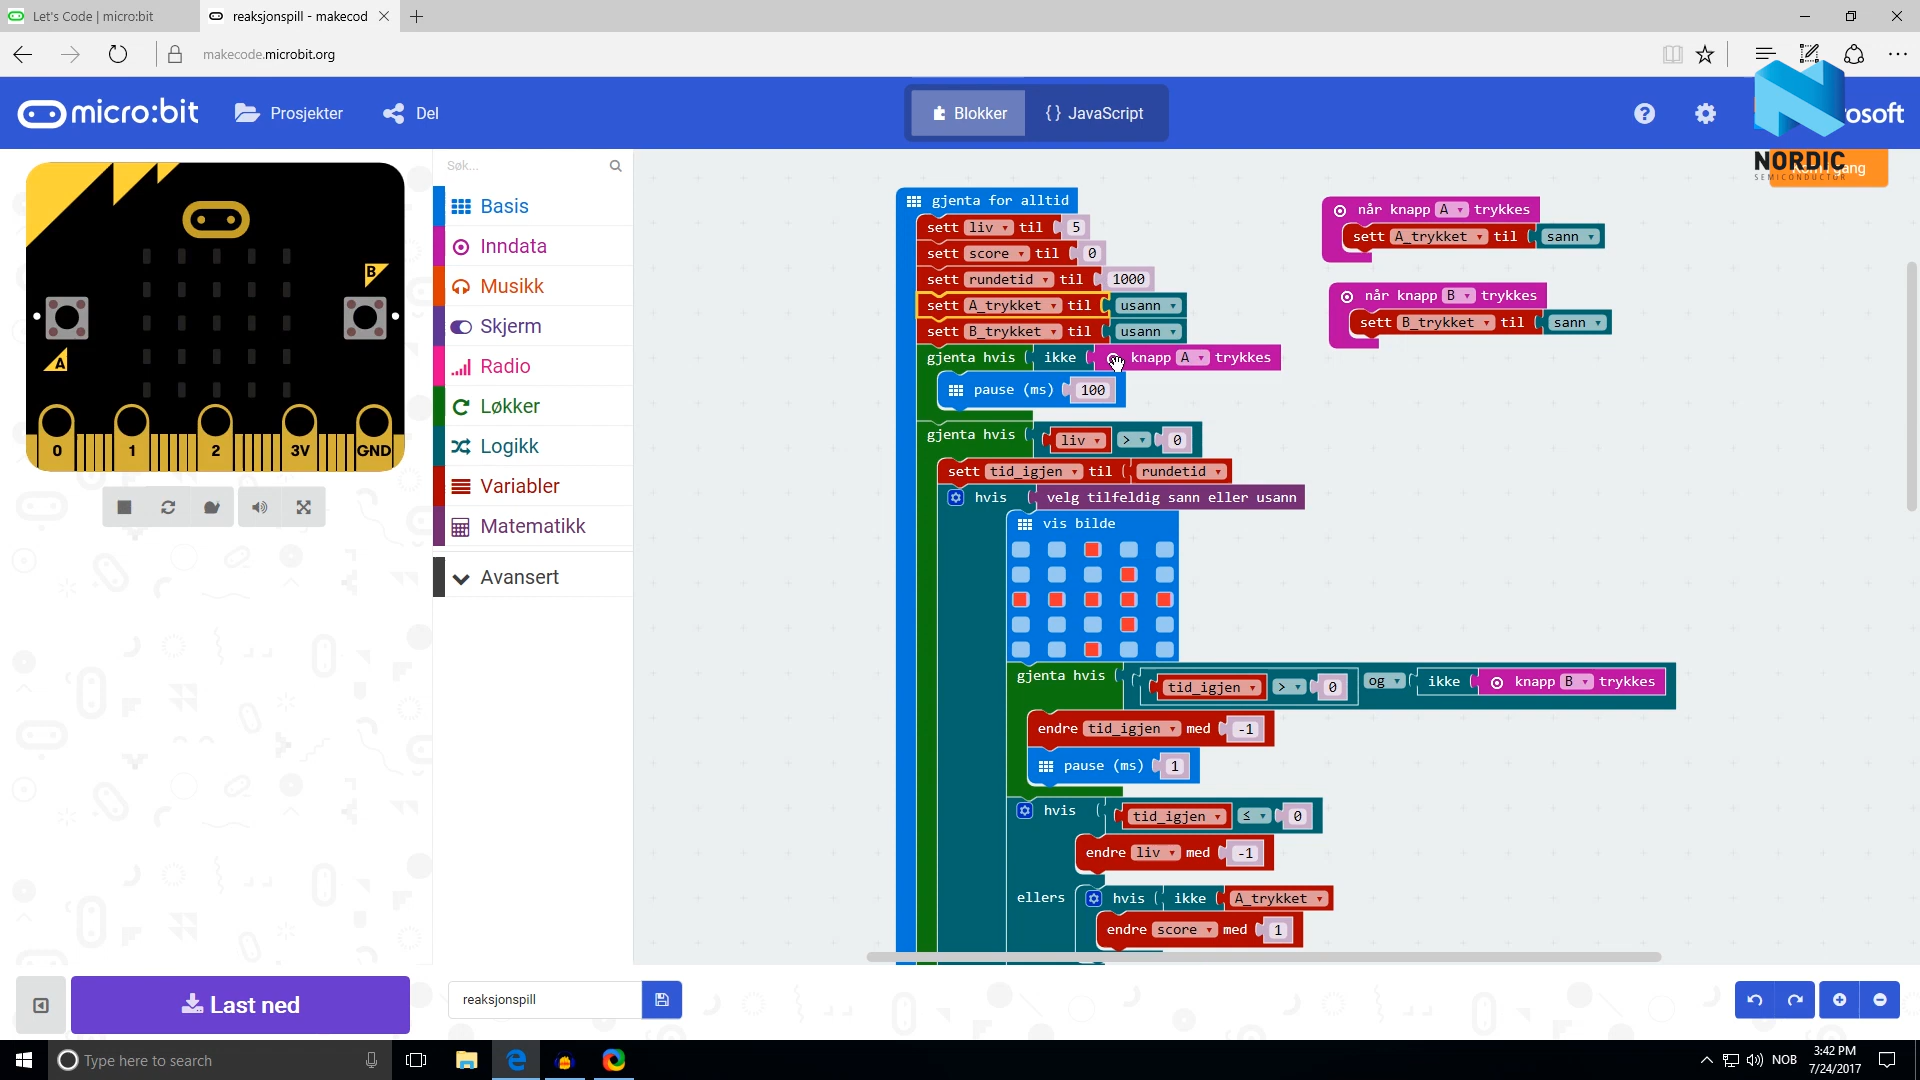 Let's Code | micro:bit
reaksjonspill - makecod
makecode.microbit.org
micro:bit
Prosjekter
Del
Blokker
{} JavaScript
?
osoft
NORDIC
SEMICONDUCTOR
gang
B
A
0 1 2 3V GND
Søk...
Basis
Inndata
Musikk
Skjerm
Radio
Løkker
Logikk
Variabler
Matematikk
Avansert
gjenta for alltid
sett liv til 5
sett score til 0
sett rundetid til 1000
sett A_trykket til usann
sett B_trykket til usann
gjenta hvis ikke knapp A trykkes
pause (ms) 100
gjenta hvis liv > 0
sett tid_igjen til rundetid
hvis velg tilfeldig sann eller usann
vis bilde
gjenta hvis tid_igjen > 0 og ikke knapp B trykkes
endre tid_igjen med -1
pause (ms) 1
hvis tid_igjen ≤ 0
endre liv med -1
ellers hvis ikke A_trykket
endre score med 1
når knapp A trykkes
sett A_trykket til sann
når knapp B trykkes
sett B_trykket til sann
Last ned
reaksjonspill
Type here to search
NOB
3:42 PM
7/24/2017